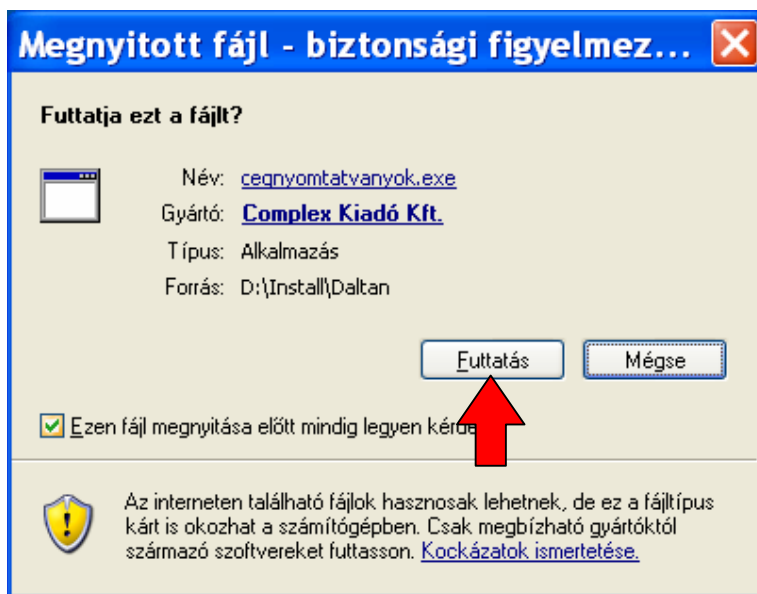 Megnyitott fájl - biztonsági figyelmez...
Futtatja ezt a fájlt?
Név: cegnyomtatvanyok.exe
Gyártó: Complex Kiadó Kft.
Típus: Alkalmazás
Forrás: D:\Install\Daltan
Futtatás Mégse
Ezen fájl megnyitása előtt mindig legyen
Az interneten található fájlok hasznosak lehetnek, de ez a fájltípus
kárt is okozhat a számítógépben. Csak megbízható gyártóktól
származó szoftvereket futtasson. Kockázatok ismertetése.